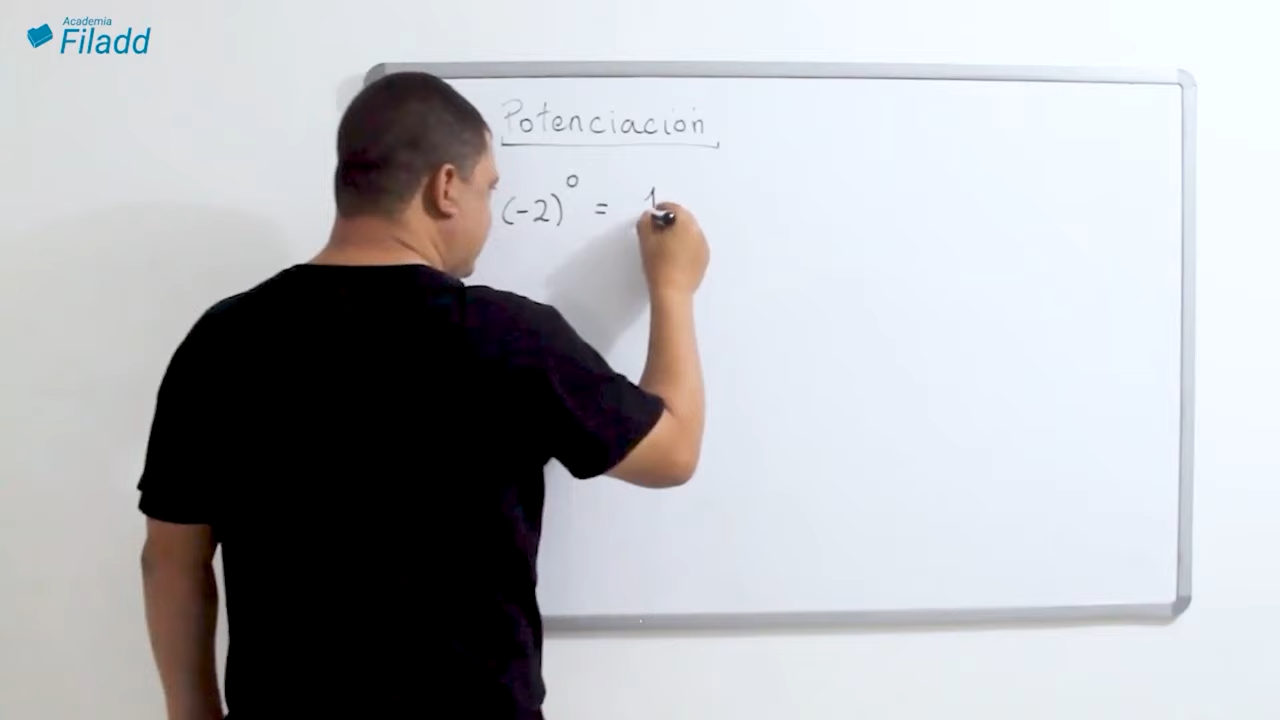 Academia
Filadd
Potenciación
(-2)⁰ = 1